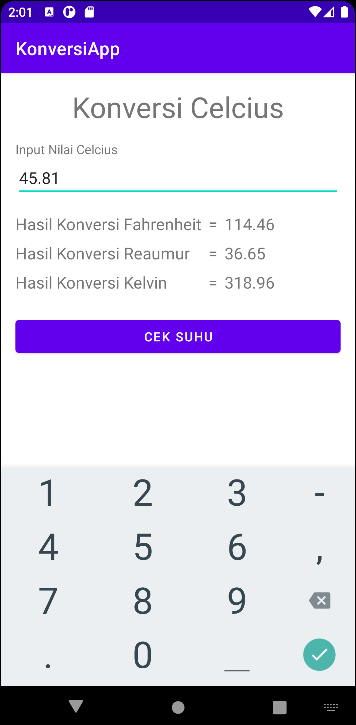 2:01
KonversiApp
Konversi Celcius
Input Nilai Celcius
45.81
Hasil Konversi Fahrenheit = 114.46
Hasil Konversi Reaumur = 36.65
Hasil Konversi Kelvin = 318.96
CEK SUHU
1 2 3 -
4 5 6 ,
7 8 9
. 0 _